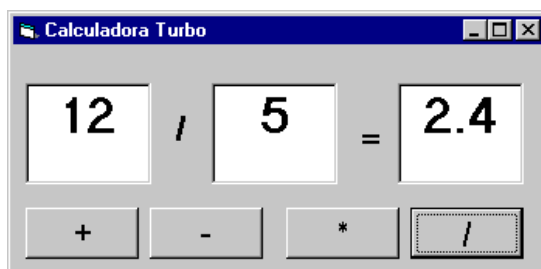 Calculadora Turbo
12 / 5 = 2.4
+ - * /